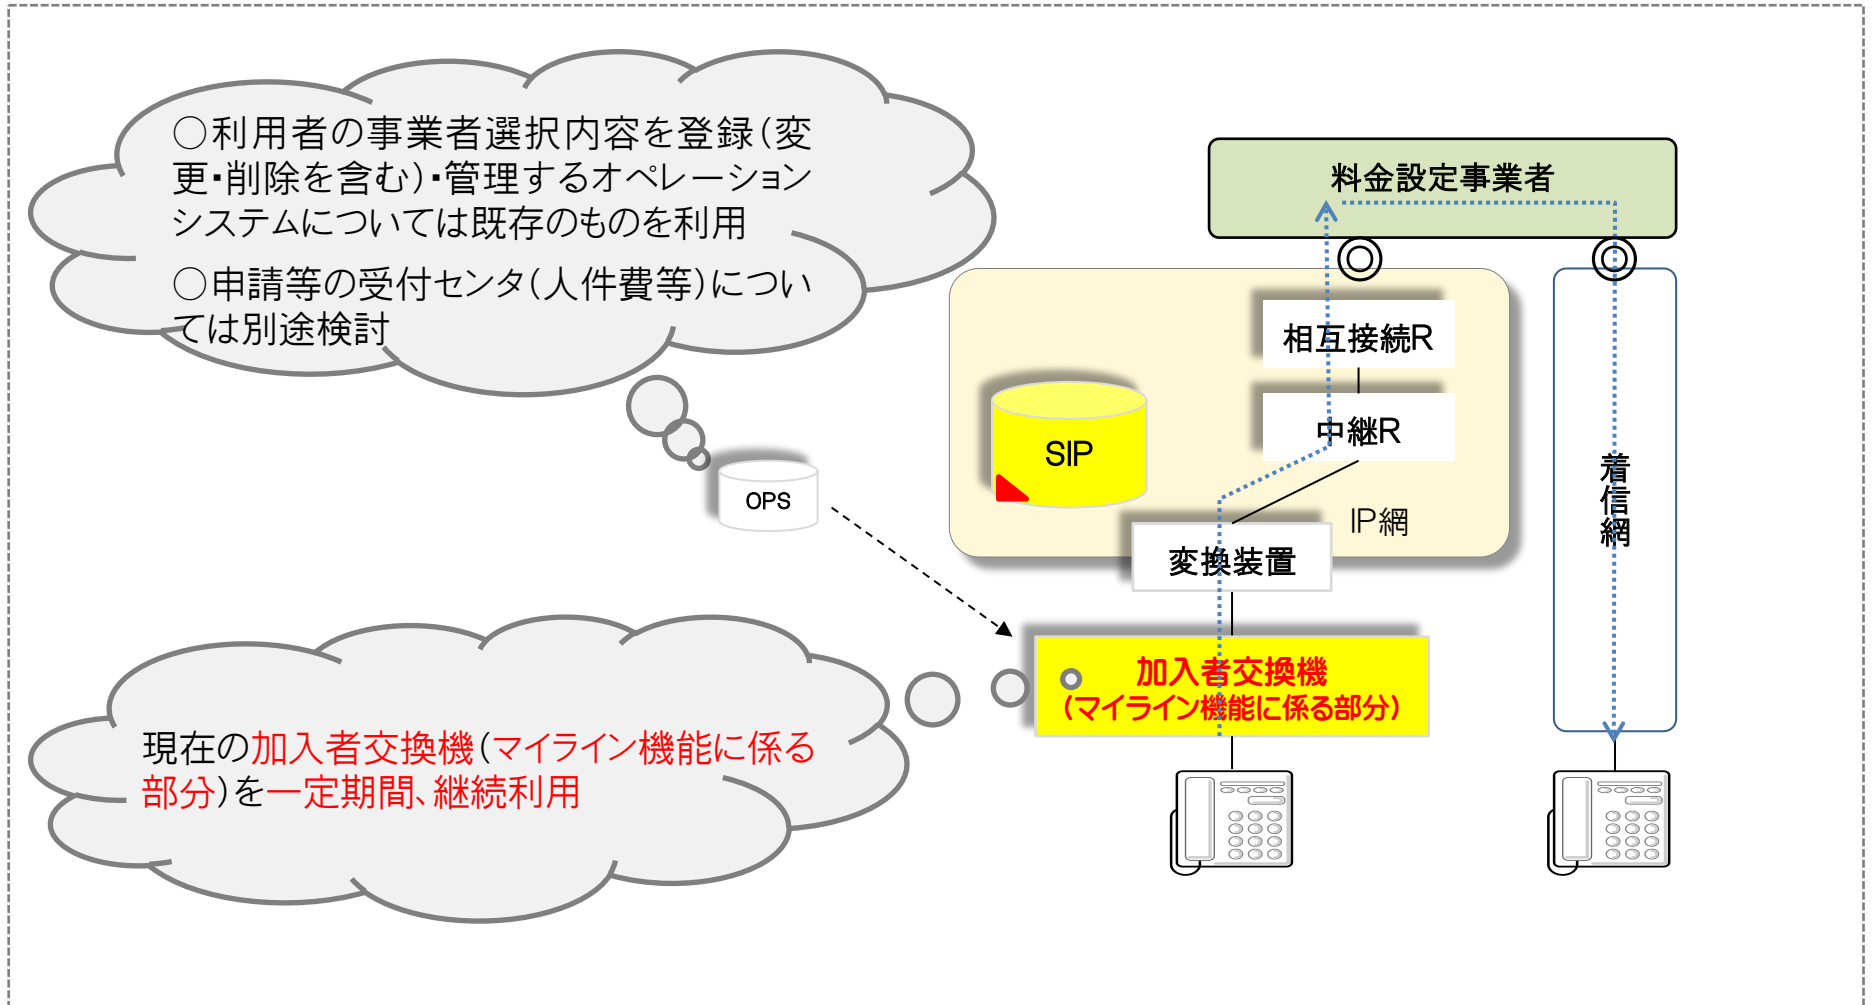 ○利用者の事業者選択内容を登録(変
更・削除を含む)・管理するオペレーション
システムについては既存のものを利用
○申請等の受付センタ(人件費等)につい
ては別途検討
料金設定事業者
相互接続R
中継R
SIP
OPS
IP網
変換装置
着信網
加入者交換機
(マイライン機能に係る部分)
現在の加入者交換機(マイライン機能に係る
部分)を一定期間、継続利用